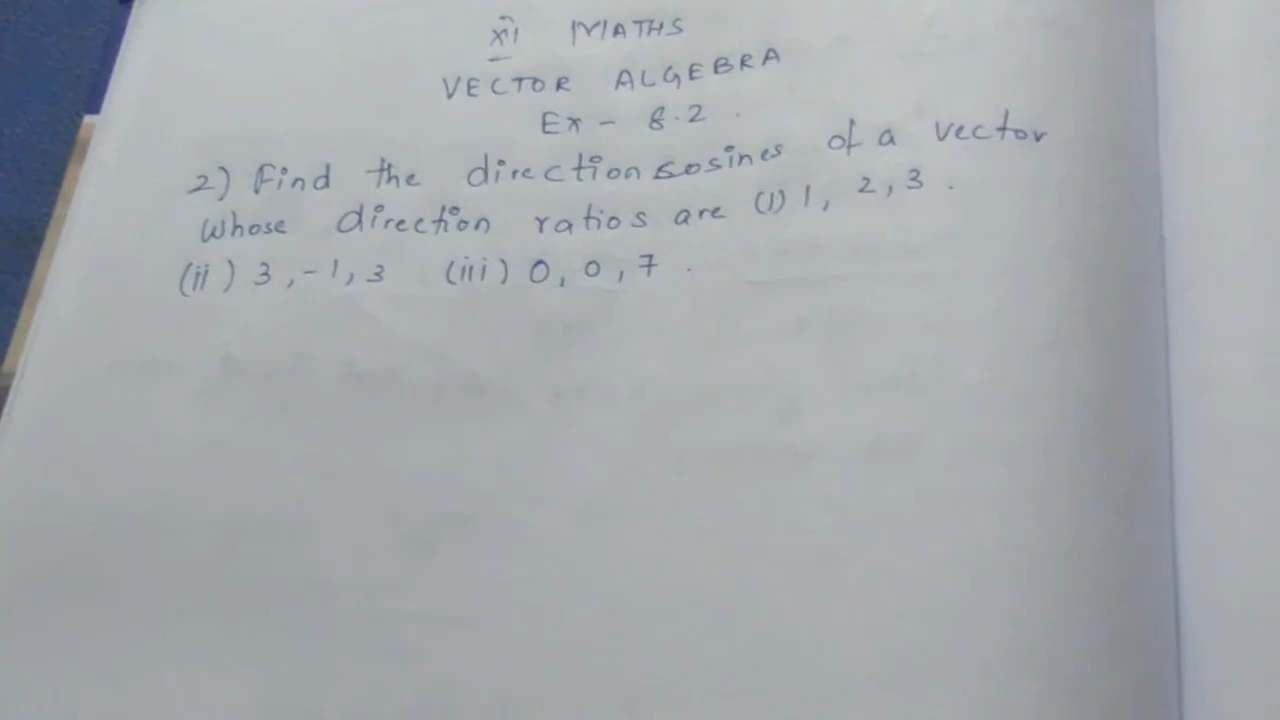 XI MATHS
VECTOR ALGEBRA
Ex - 8.2.
2) Find the direction cosines of a vector
whose direction ratios are (i) 1, 2, 3.
(ii) 3, -1, 3 (iii) 0, 0, 7.